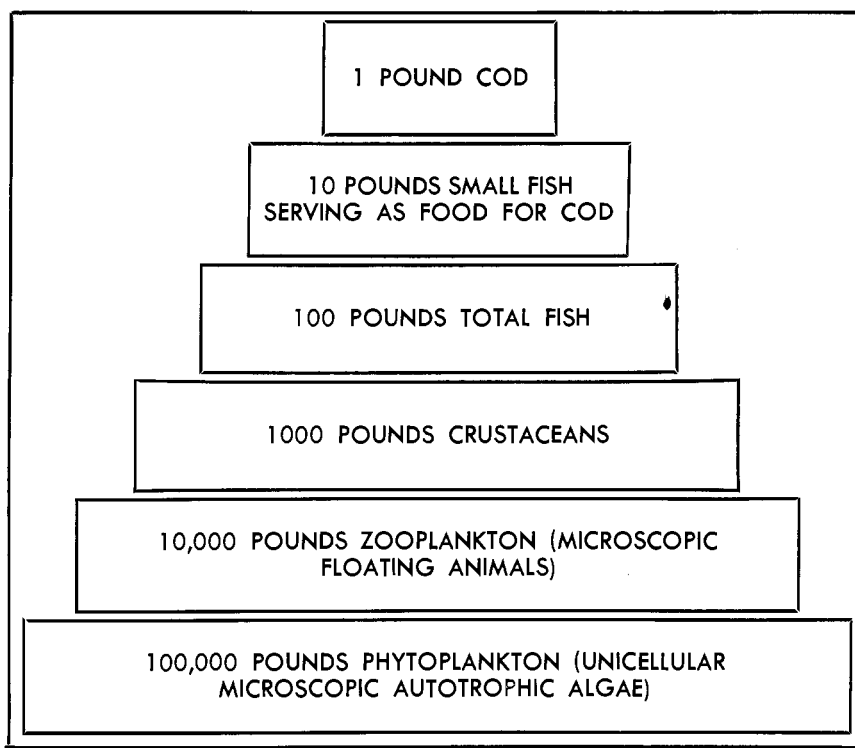 1 POUND COD
10 POUNDS SMALL FISH
SERVING AS FOOD FOR COD
100 POUNDS TOTAL FISH
1000 POUNDS CRUSTACEANS
10,000 POUNDS ZOOPLANKTON (MICROSCOPIC
FLOATING ANIMALS)
100,000 POUNDS PHYTOPLANKTON (UNICELLULAR
MICROSCOPIC AUTOTROPHIC ALGAE)